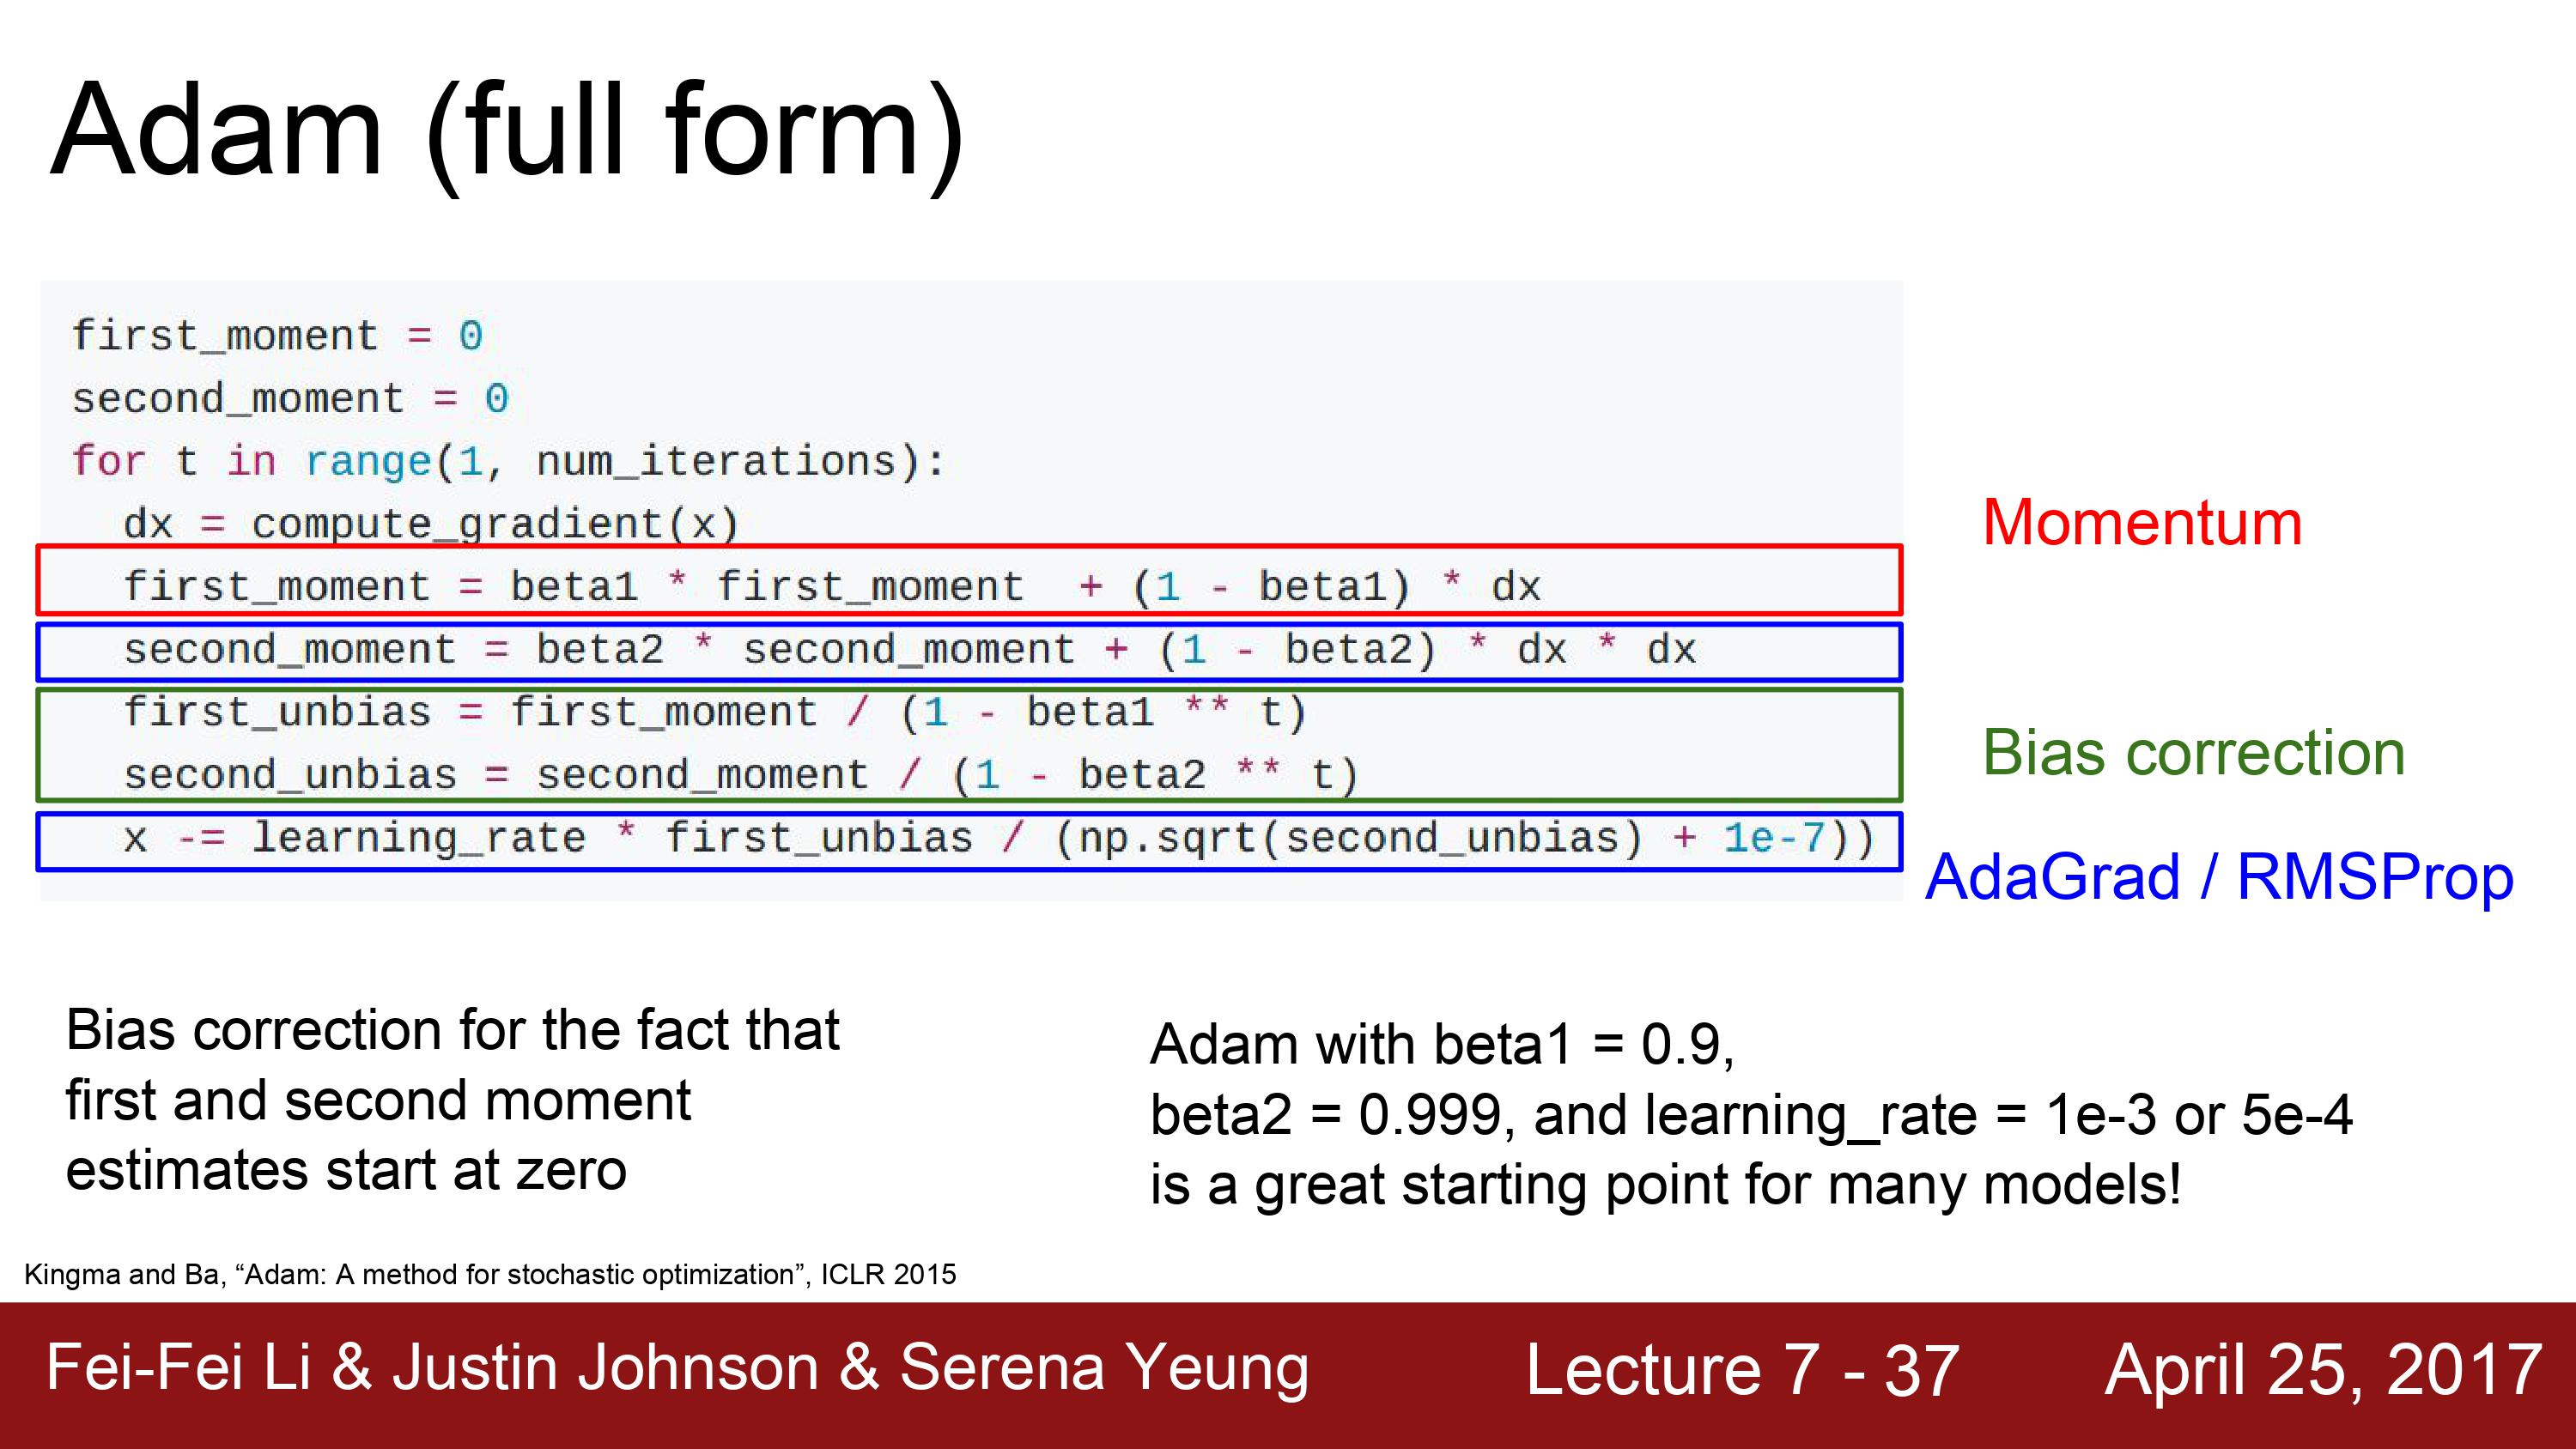 Adam (full form)
first_moment = 0
second_moment = 0
for t in range(1, num_iterations):
  dx = compute_gradient(x)
  first_moment = beta1 * first_moment  + (1 - beta1) * dx
  second_moment = beta2 * second_moment + (1 - beta2) * dx * dx
  first_unbias = first_moment / (1 - beta1 ** t)
  second_unbias = second_moment / (1 - beta2 ** t)
  x -= learning_rate * first_unbias / (np.sqrt(second_unbias) + 1e-7))
Momentum
Bias correction
AdaGrad / RMSProp
Bias correction for the fact that
first and second moment
estimates start at zero
Adam with beta1 = 0.9,
beta2 = 0.999, and learning_rate = 1e-3 or 5e-4
is a great starting point for many models!
Kingma and Ba, “Adam: A method for stochastic optimization”, ICLR 2015
Fei-Fei Li & Justin Johnson & Serena Yeung
Lecture 7 - 37
April 25, 2017